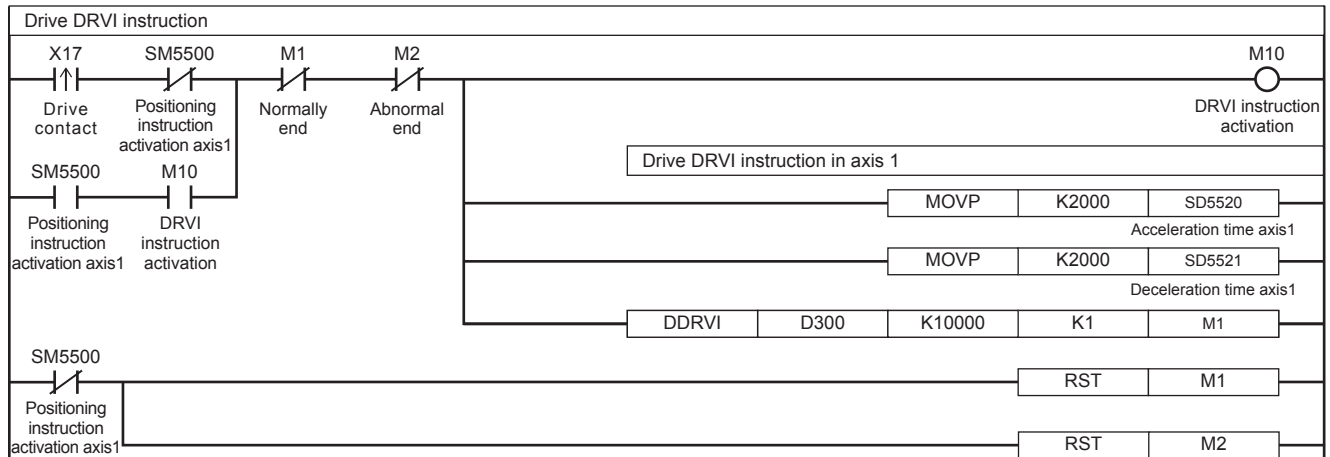 Drive DRVI instruction
X17 SM5500 M1 M2 M10
Drive contact
Positioning instruction activation axis1
Normally end
Abnormal end
DRVI instruction activation
Drive DRVI instruction in axis 1
SM5500 M10
Positioning instruction activation axis1
DRVI instruction activation
MOVP K2000 SD5520
Acceleration time axis1
MOVP K2000 SD5521
Deceleration time axis1
DDRVI D300 K10000 K1 M1
SM5500
Positioning instruction activation axis1
RST M1
RST M2